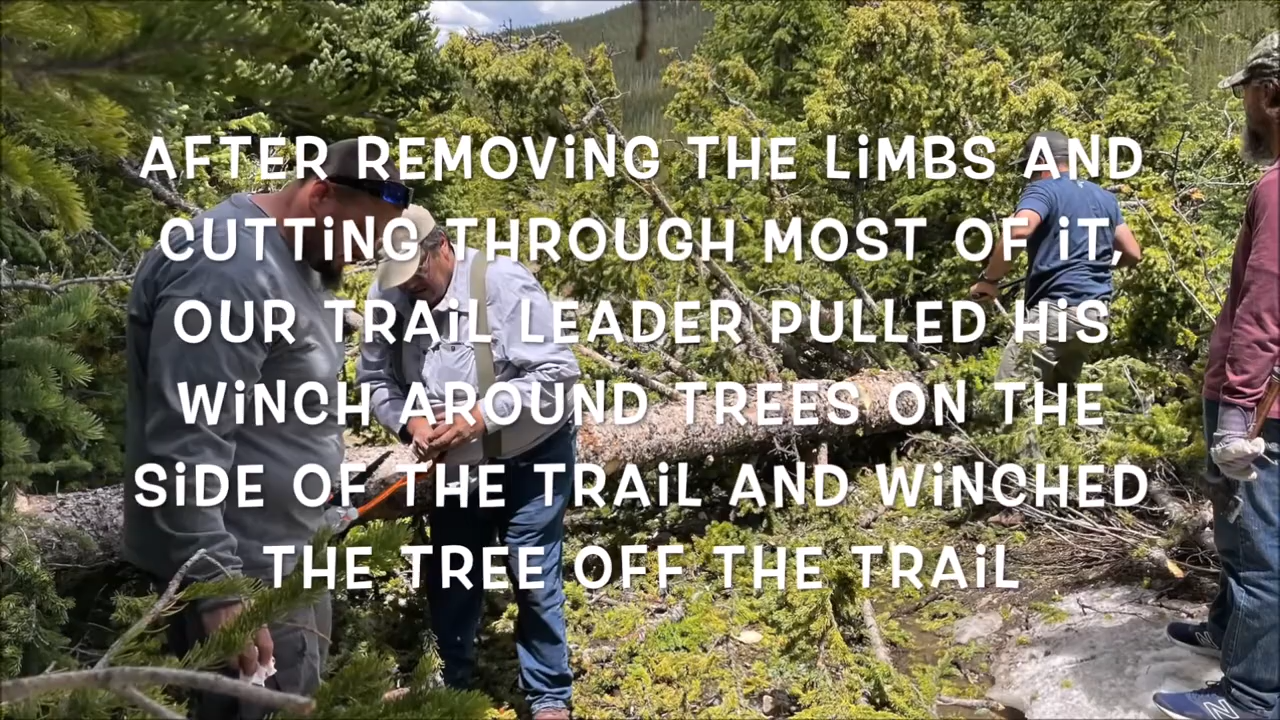 AFTER REMOVING THE LIMBS AND
CUTTING THROUGH MOST OF IT,
OUR TRAIL LEADER PULLED HIS
WINCH AROUND TREES ON THE
SIDE OF THE TRAIL AND WINCHED
THE TREE OFF THE TRAIL
N